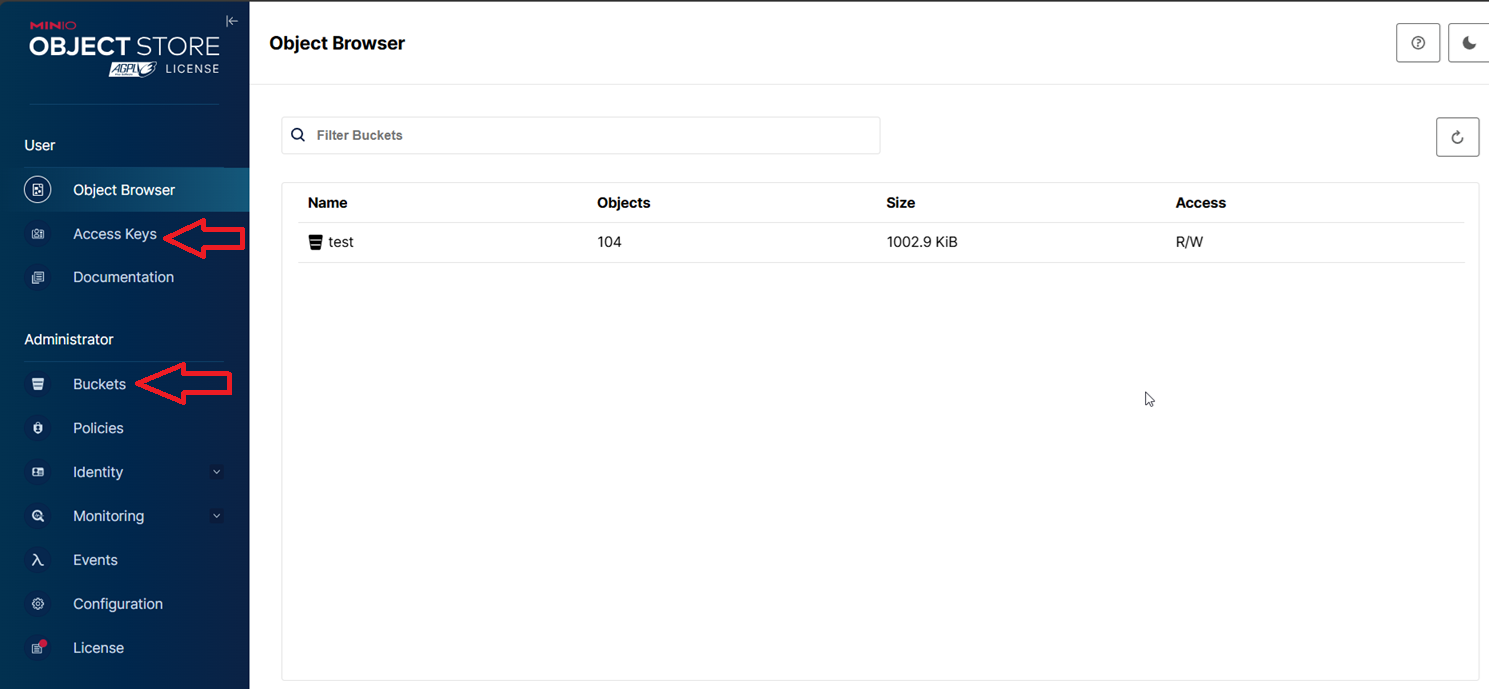 MINIO
OBJECT STORE
AGPLV3 LICENSE
User
Object Browser
Access Keys
Documentation
Administrator
Buckets
Policies
Identity
Monitoring
Events
Configuration
License
Object Browser
Filter Buckets
Name Objects Size Access
test 104 1002.9 KiB R/W